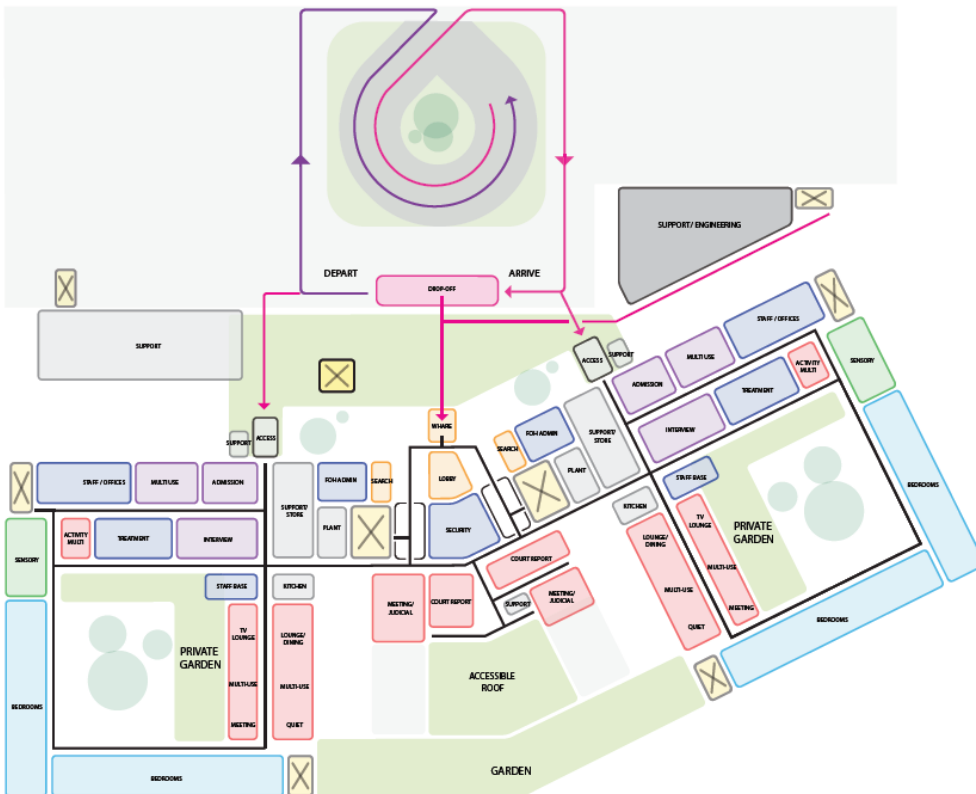 SUPPORT/ ENGINEERING
DEPART
ARRIVE
DROP-OFF
SUPPORT
STAFF / OFFICES
MULTI USE
ADMISSION
ACCESS
SUPPORT
SENSORY
ACTIVITY
MULTI
TREATMENT
INTERVIEW
SUPPORT/
STORE
FOH ADMIN
SEARCH
PLANT
WHARE
LOBBY
SECURITY
SUPPORT
ACCESS
STAFF / OFFICES
MULTI USE
ADMISSION
SUPPORT/
STORE
FOH ADMIN
SEARCH
PLANT
SENSORY
ACTIVITY
MULTI
TREATMENT
INTERVIEW
STAFF BASE
KITCHEN
TV
LOUNGE
MULTI-USE
MEETING
PRIVATE
GARDEN
LOUNGE/
DINING
MULTI-USE
QUIET
BEDROOMS
BEDROOMS
COURT REPORT
MEETING/
JUDICIAL
SUPPORT
MEETING/
JUDICIAL
COURT REPORT
ACCESSIBLE
ROOF
GARDEN
STAFF BASE
KITCHEN
PRIVATE
GARDEN
TV
LOUNGE
MULTI-USE
MEETING
LOUNGE/
DINING
MULTI-USE
QUIET
BEDROOMS
BEDROOMS